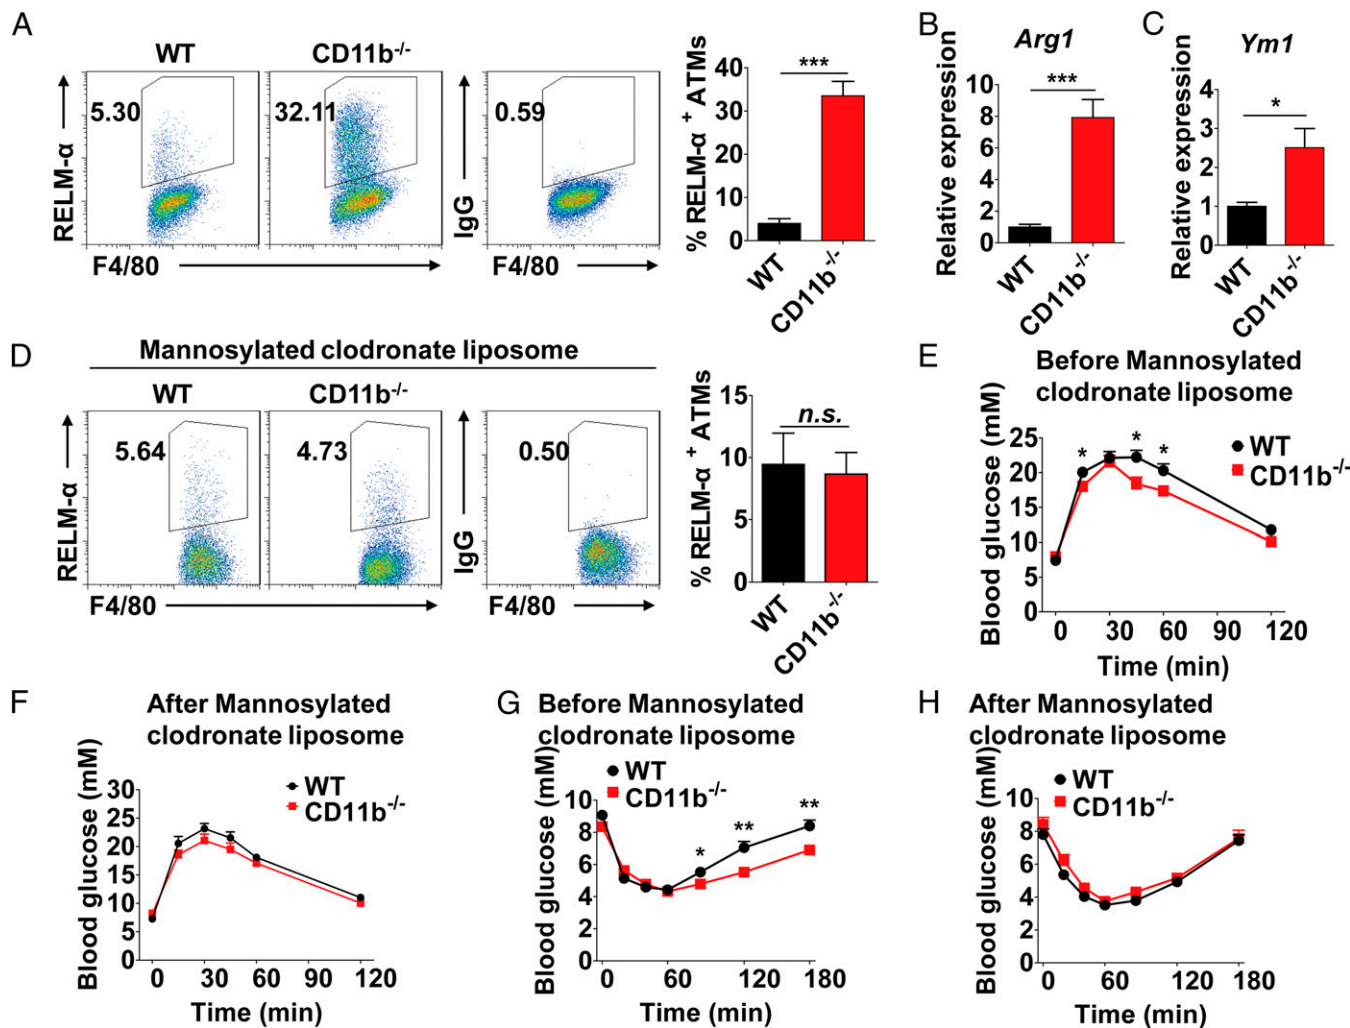 A
WT
CD11b-/-
5.30
32.11
0.59
RELM-α
IgG
F4/80
F4/80
% RELM-α + ATMs
40
30
20
10
0
***
WT
CD11b-/-
B
Arg1
Relative expression
10
8
6
4
2
0
***
WT
CD11b-/-
C
Ym1
Relative expression
4
3
2
1
0
*
WT
CD11b-/-
D
Mannosylated clodronate liposome
WT
CD11b-/-
5.64
4.73
0.50
RELM-α
IgG
F4/80
F4/80
% RELM-α + ATMs
15
10
5
0
n.s.
WT
CD11b-/-
E
Before Mannosylated
clodronate liposome
Blood glucose (mM)
25
20
15
10
5
0
* * *
WT
CD11b-/-
0 30 60 90 120
Time (min)
F
After Mannosylated
clodronate liposome
Blood glucose (mM)
30
25
20
15
10
5
0
WT
CD11b-/-
0 30 60 90 120
Time (min)
G
Before Mannosylated
clodronate liposome
Blood glucose (mM)
10
8
6
4
2
0
WT
CD11b-/-
* ** **
0 60 120 180
Time (min)
H
After Mannosylated
clodronate liposome
Blood glucose (mM)
10
8
6
4
2
0
WT
CD11b-/-
0 60 120 180
Time (min)